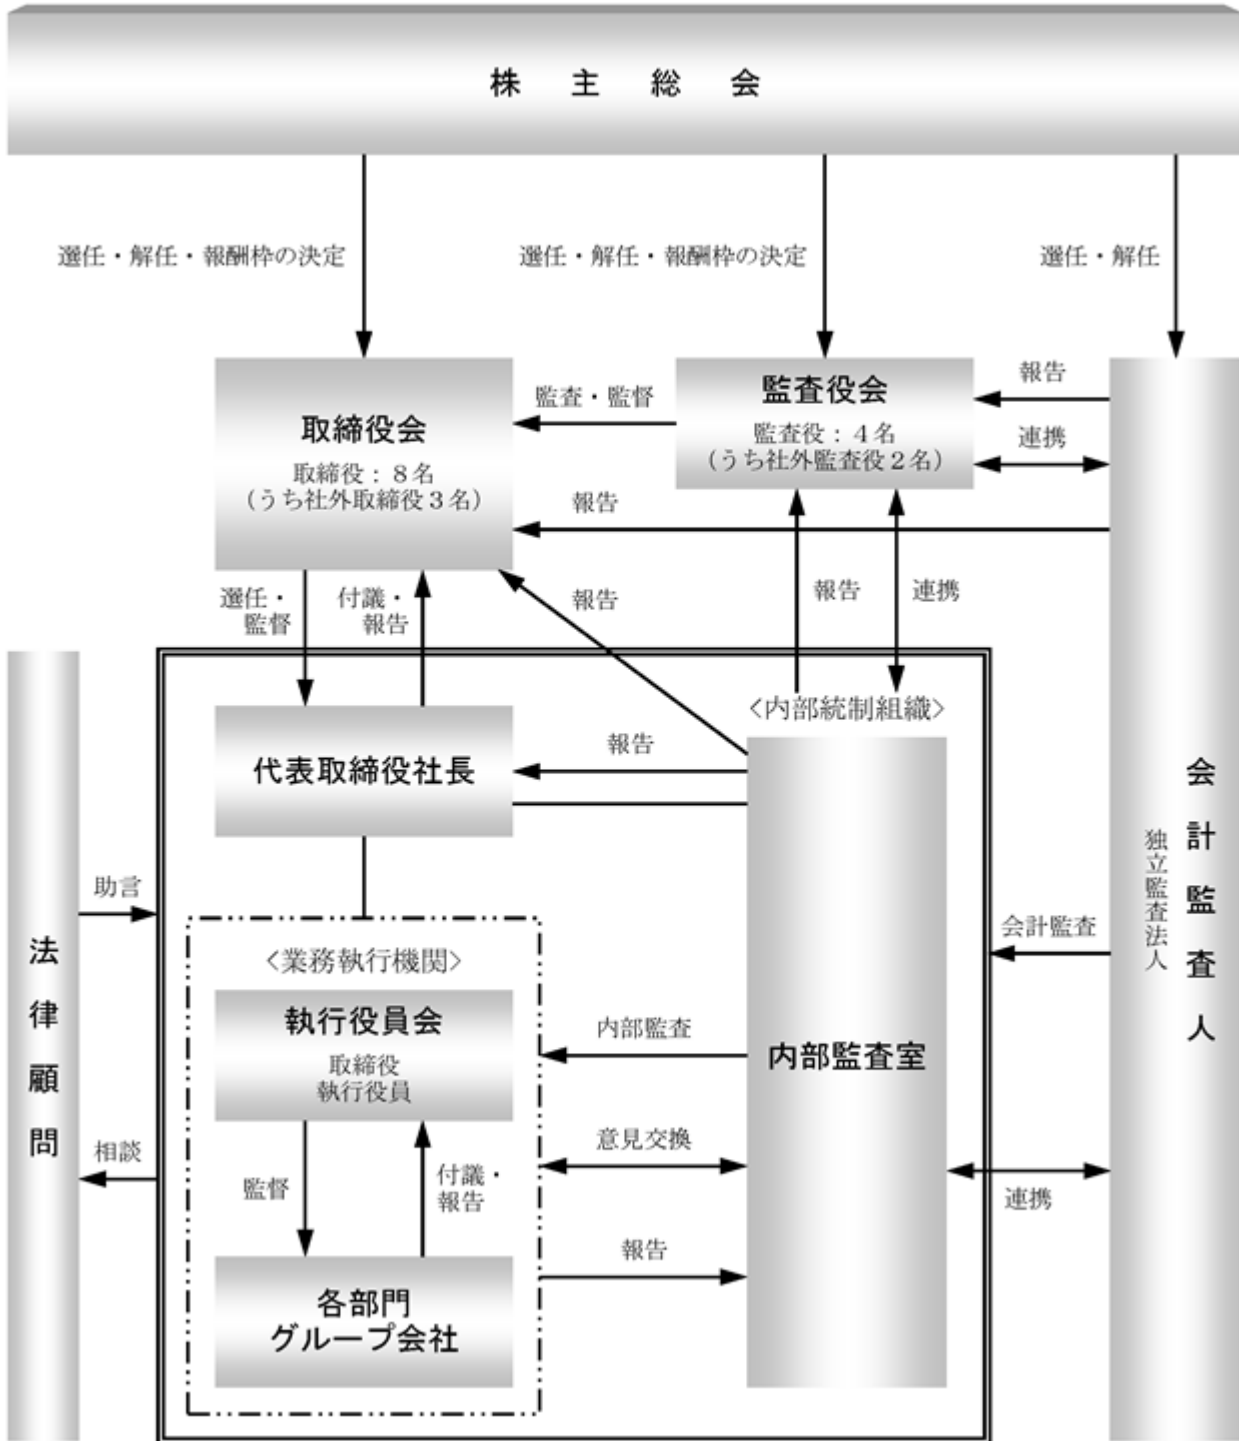 株主総会
選任・解任・報酬枠の決定
選任・解任・報酬枠の決定
選任・解任
取締役会
取締役：８名
（うち社外取締役３名）
監査・監督
監査役会
監査役：４名
（うち社外監査役２名）
報告
連携
報告
選任・
監督
付議・
報告
報告
報告
連携
<内部統制組織>
代表取締役社長
報告
会計監査人
独立監査法人
法律顧問
助言
相談
<業務執行機関>
執行役員会
取締役
執行役員
監督
付議・
報告
各部門
グループ会社
内部監査
意見交換
報告
内部監査室
会計監査
連携